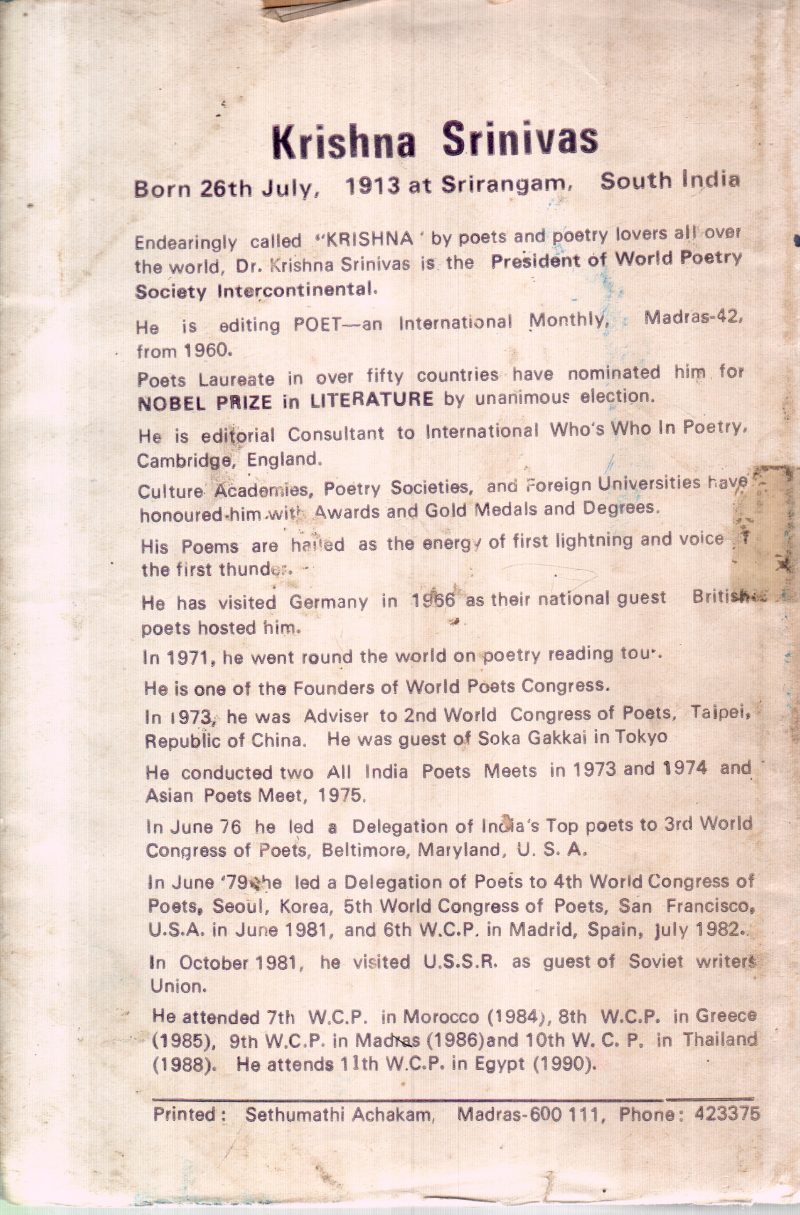 Krishna Srinivas
Born 26th July, 1913 at Srirangam, South India
Endearingly called "KRISHNA ' by poets and poetry lovers all over
the world, Dr. Krishna Srinivas is the President of World Poetry
Society Intercontinental.
He is editing POET—an International Monthly, Madras-42,
from 1960.
Poets Laureate in over fifty countries have nominated him for
NOBEL PRIZE in LITERATURE by unanimous election.
He is editorial Consultant to International Who's Who In Poetry,
Cambridge, England.
Culture Academies, Poetry Societies, and Foreign Universities have
honoured him with Awards and Gold Medals and Degrees.
His Poems are hailed as the energy of first lightning and voice
the first thunder.
He has visited Germany in 1966 as their national guest British
poets hosted him.
In 1971, he went round the world on poetry reading tour.
He is one of the Founders of World Poets Congress.
In 1973, he was Adviser to 2nd World Congress of Poets, Taipei,
Republic of China. He was guest of Soka Gakkai in Tokyo
He conducted two All India Poets Meets in 1973 and 1974 and
Asian Poets Meet, 1975.
In June 76 he led a Delegation of India's Top poets to 3rd World
Congress of Poets, Beltimore, Maryland, U. S. A.
In June '79 he led a Delegation of Poets to 4th World Congress of
Poets, Seoul, Korea, 5th World Congress of Poets, San Francisco,
U.S.A. in June 1981, and 6th W.C.P. in Madrid, Spain, july 1982.
In October 1981, he visited U.S.S.R. as guest of Soviet writers
Union.
He attended 7th W.C.P. in Morocco (1984), 8th W.C.P. in Greece
(1985), 9th W.C.P. in Madras (1986)and 10th W. C. P. in Thailand
(1988). He attends 11th W.C.P. in Egypt (1990).
Printed : Sethumathi Achakam, Madras-600 111, Phone: 423375